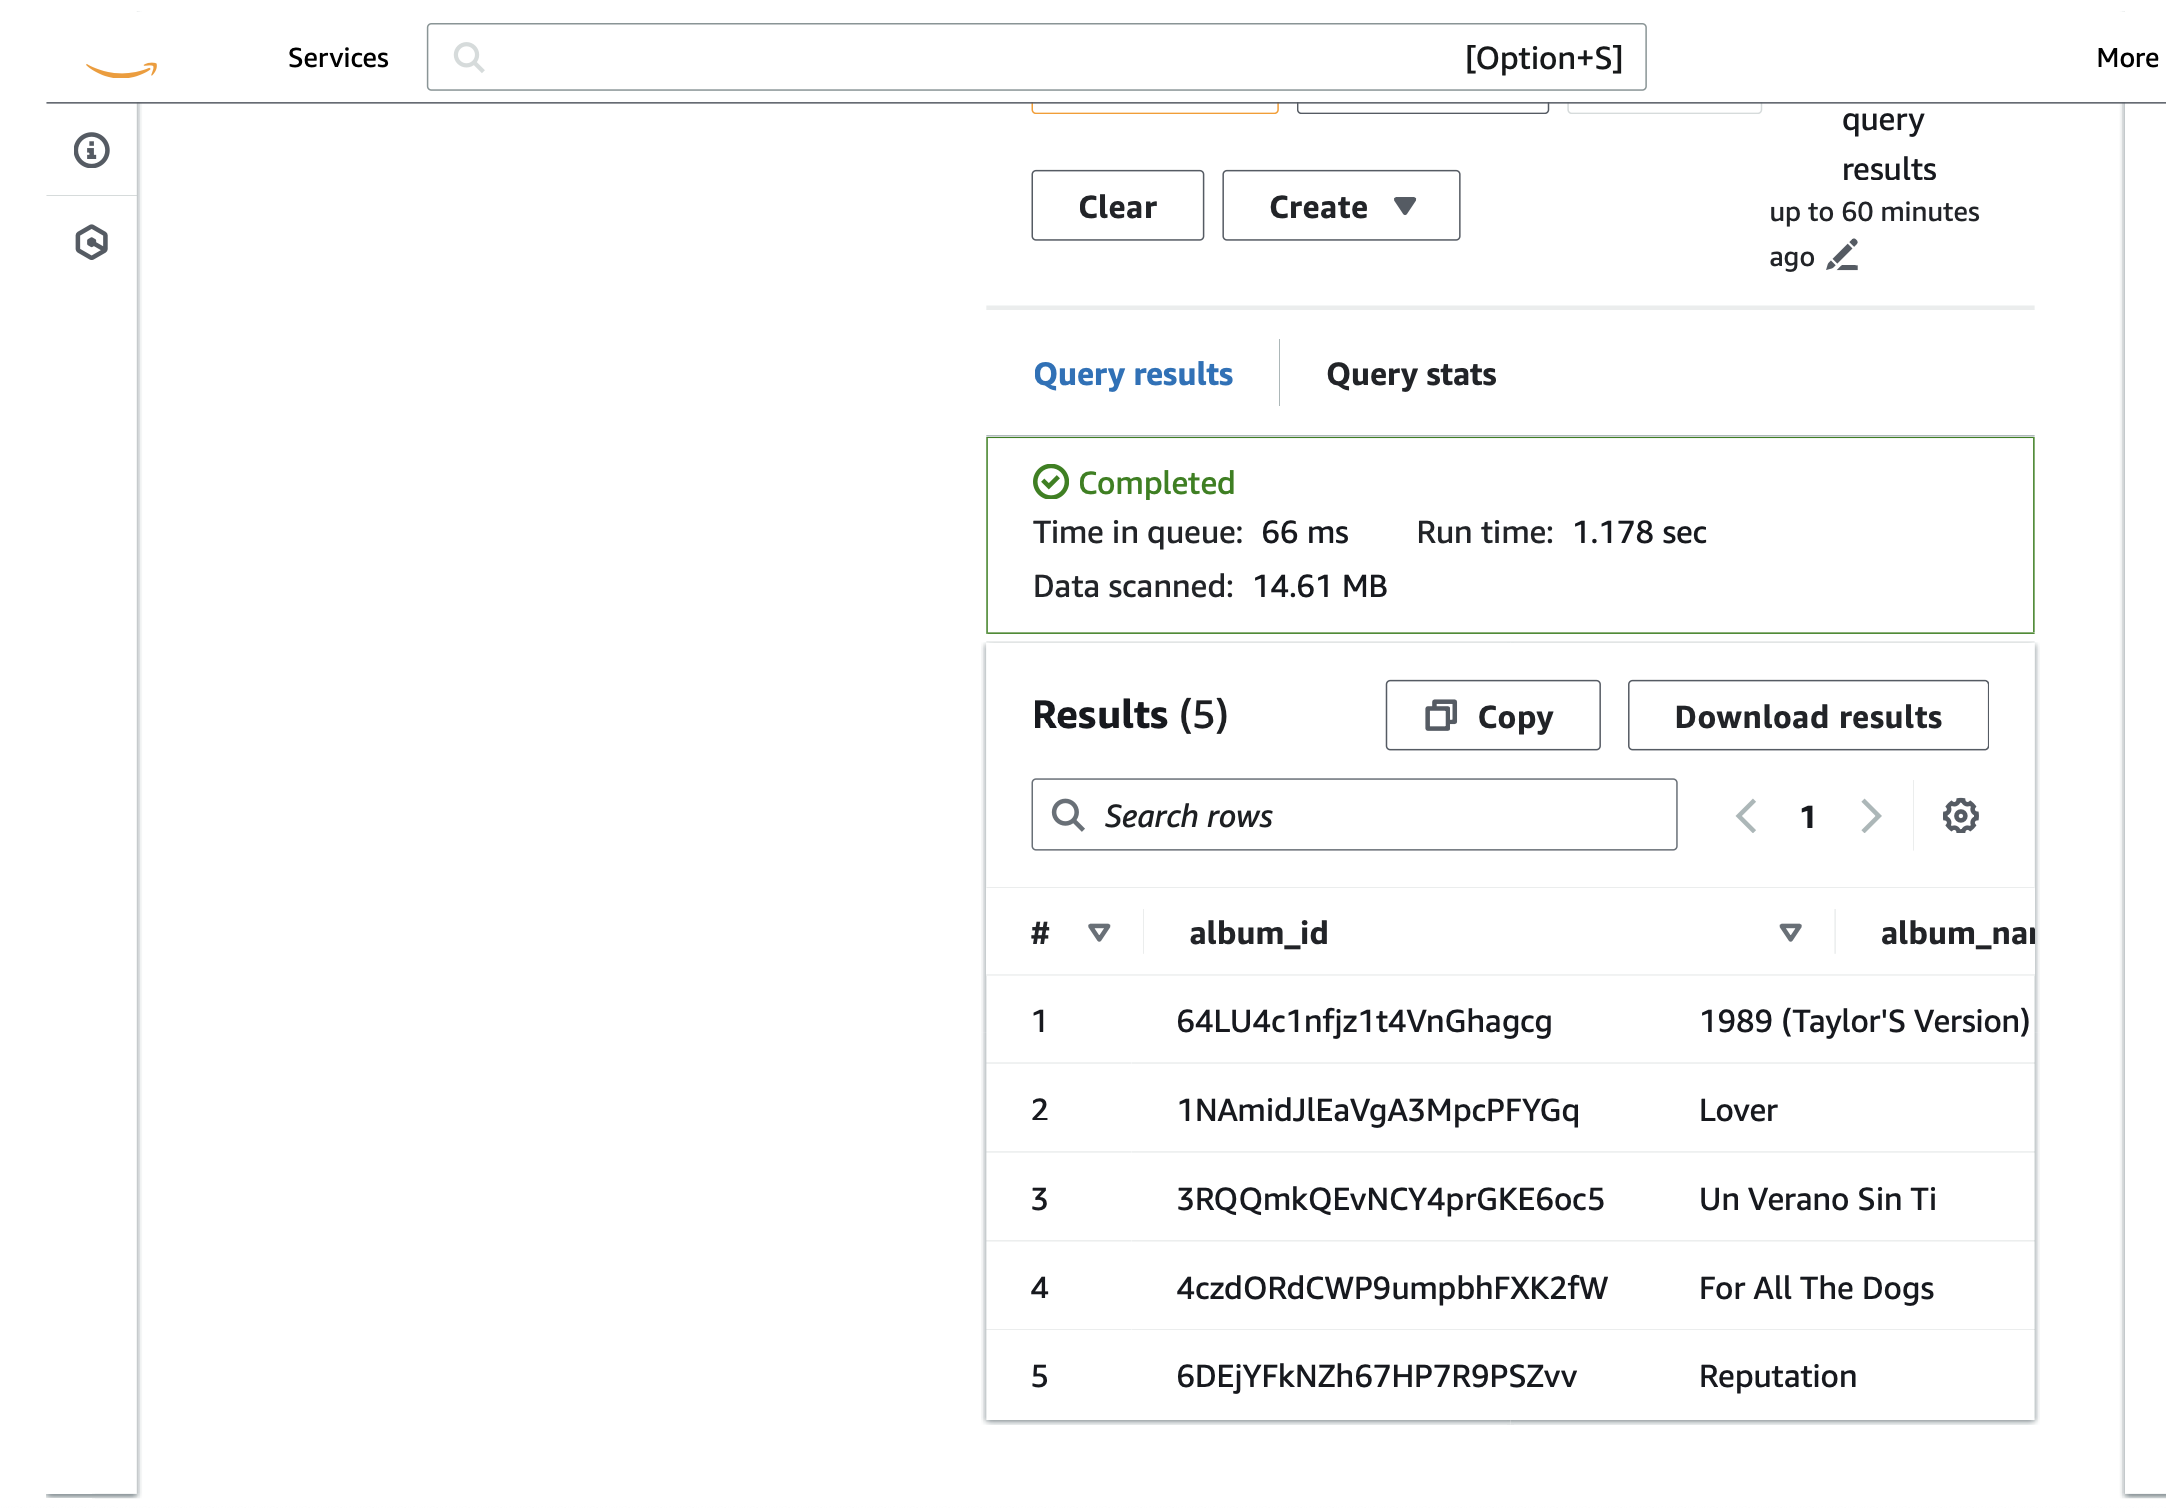 Services [Option+S] More
query
results
up to 60 minutes
ago
Clear Create
Query results Query stats
Completed
Time in queue: 66 ms Run time: 1.178 sec
Data scanned: 14.61 MB
Results (5) Copy Download results
Search rows 1
# album_id album_nar
1 64LU4c1nfjz1t4VnGhagcg 1989 (Taylor'S Version)
2 1NAmidJlEaVgA3MpcPFYGq Lover
3 3RQQmkQEvNCY4prGKE6oc5 Un Verano Sin Ti
4 4czdORdCWP9umpbhFXK2fW For All The Dogs
5 6DEjYFkNZh67HP7R9PSZvv Reputation